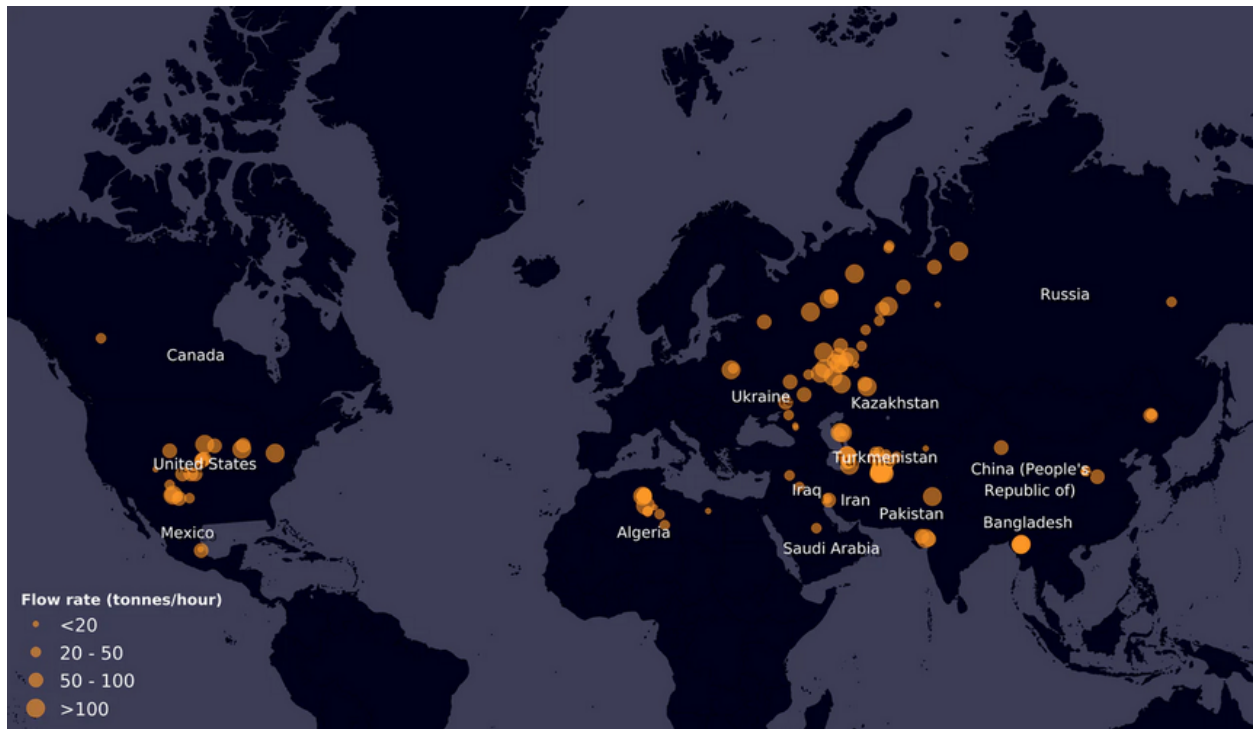 Russia
Canada
Ukraine
Kazakhstan
United States
Turkmenistan
China (People's
Republic of)
Iraq
Iran
Pakistan
Mexico
Algeria
Saudi Arabia
Bangladesh
Flow rate (tonnes/hour)
<20
20 - 50
50 - 100
>100